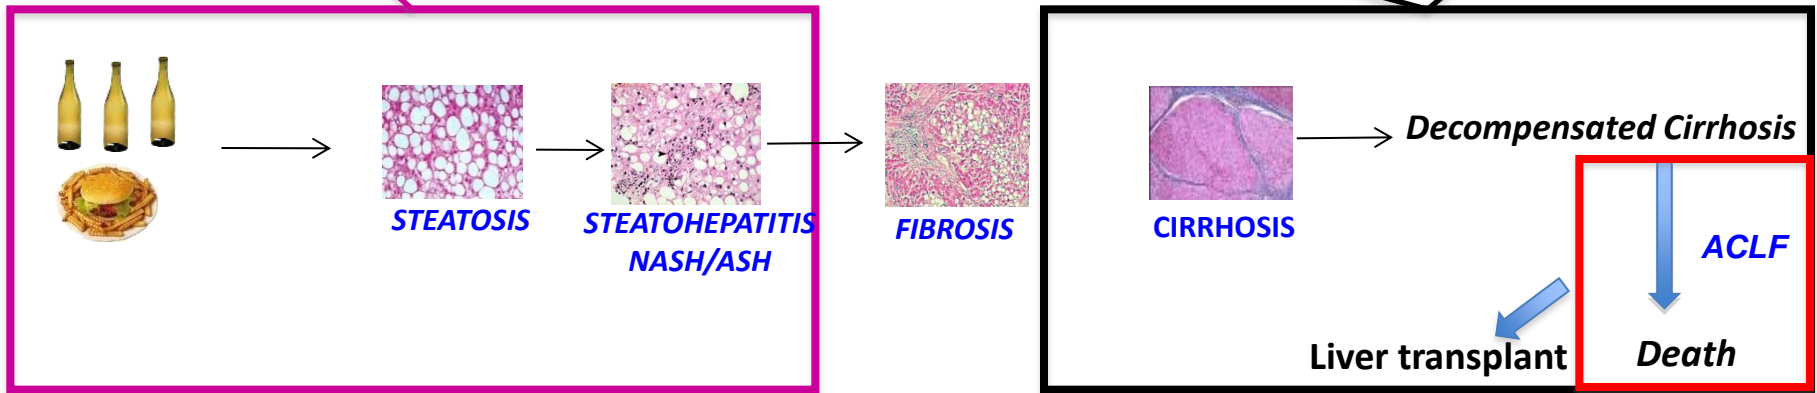 STEATOSIS
STEATOHEPATITIS
NASH/ASH
FIBROSIS
CIRRHOSIS
Decompensated Cirrhosis
ACLF
Liver transplant
Death